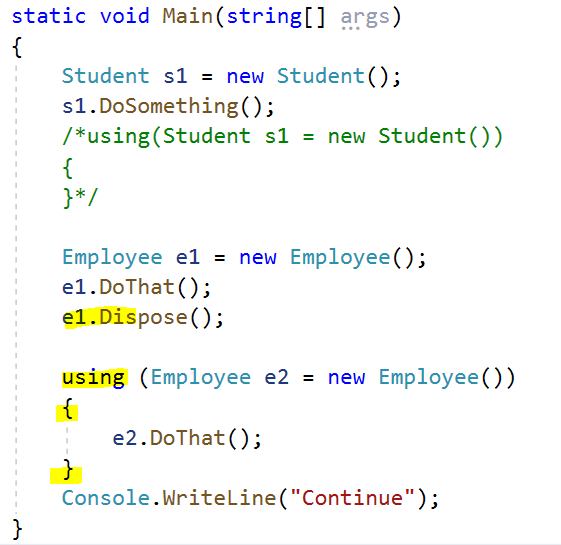 static void Main(string[] args)
{
Student s1 = new Student();
s1.DoSomething();
/*using(Student s1 = new Student())
{
}*/
Employee e1 = new Employee();
e1.DoThat();
e1.Dispose();
using (Employee e2 = new Employee())
{
e2.DoThat();
}
Console.WriteLine("Continue");
}